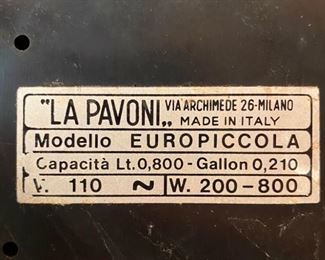 "LA PAVONI„ VIA ARCHIMEDE 26-MILANO
MADE IN ITALY
Modello EUROPICCOLA
Capacità Lt.0,800 - Gallon 0,210
V. 110 ~ W. 200-800